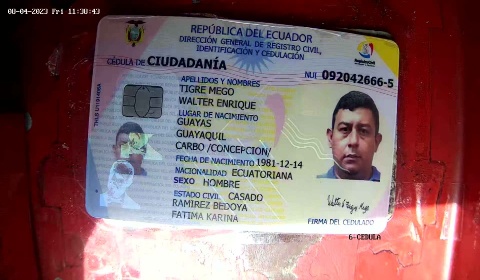 08-04-2023 Fri 11:38:43
REPÚBLICA DEL ECUADOR
DIRECCIÓN GENERAL DE REGISTRO CIVIL,
IDENTIFICACIÓN Y CEDULACIÓN
CÉDULA DE CIUDADANÍA
NUI 092042666-5
APELLIDOS Y NOMBRES
TIGRE MEGO
WALTER ENRIQUE
LUGAR DE NACIMIENTO
GUAYAS
GUAYAQUIL
CARBO /CONCEPCION/
FECHA DE NACIMIENTO 1981-12-14
NACIONALIDAD ECUATORIANA
SEXO HOMBRE
ESTADO CIVIL CASADO
RAMIREZ BEDOYA
FATIMA KARINA
FIRMA DEL CEDULADO
6-CEDULA